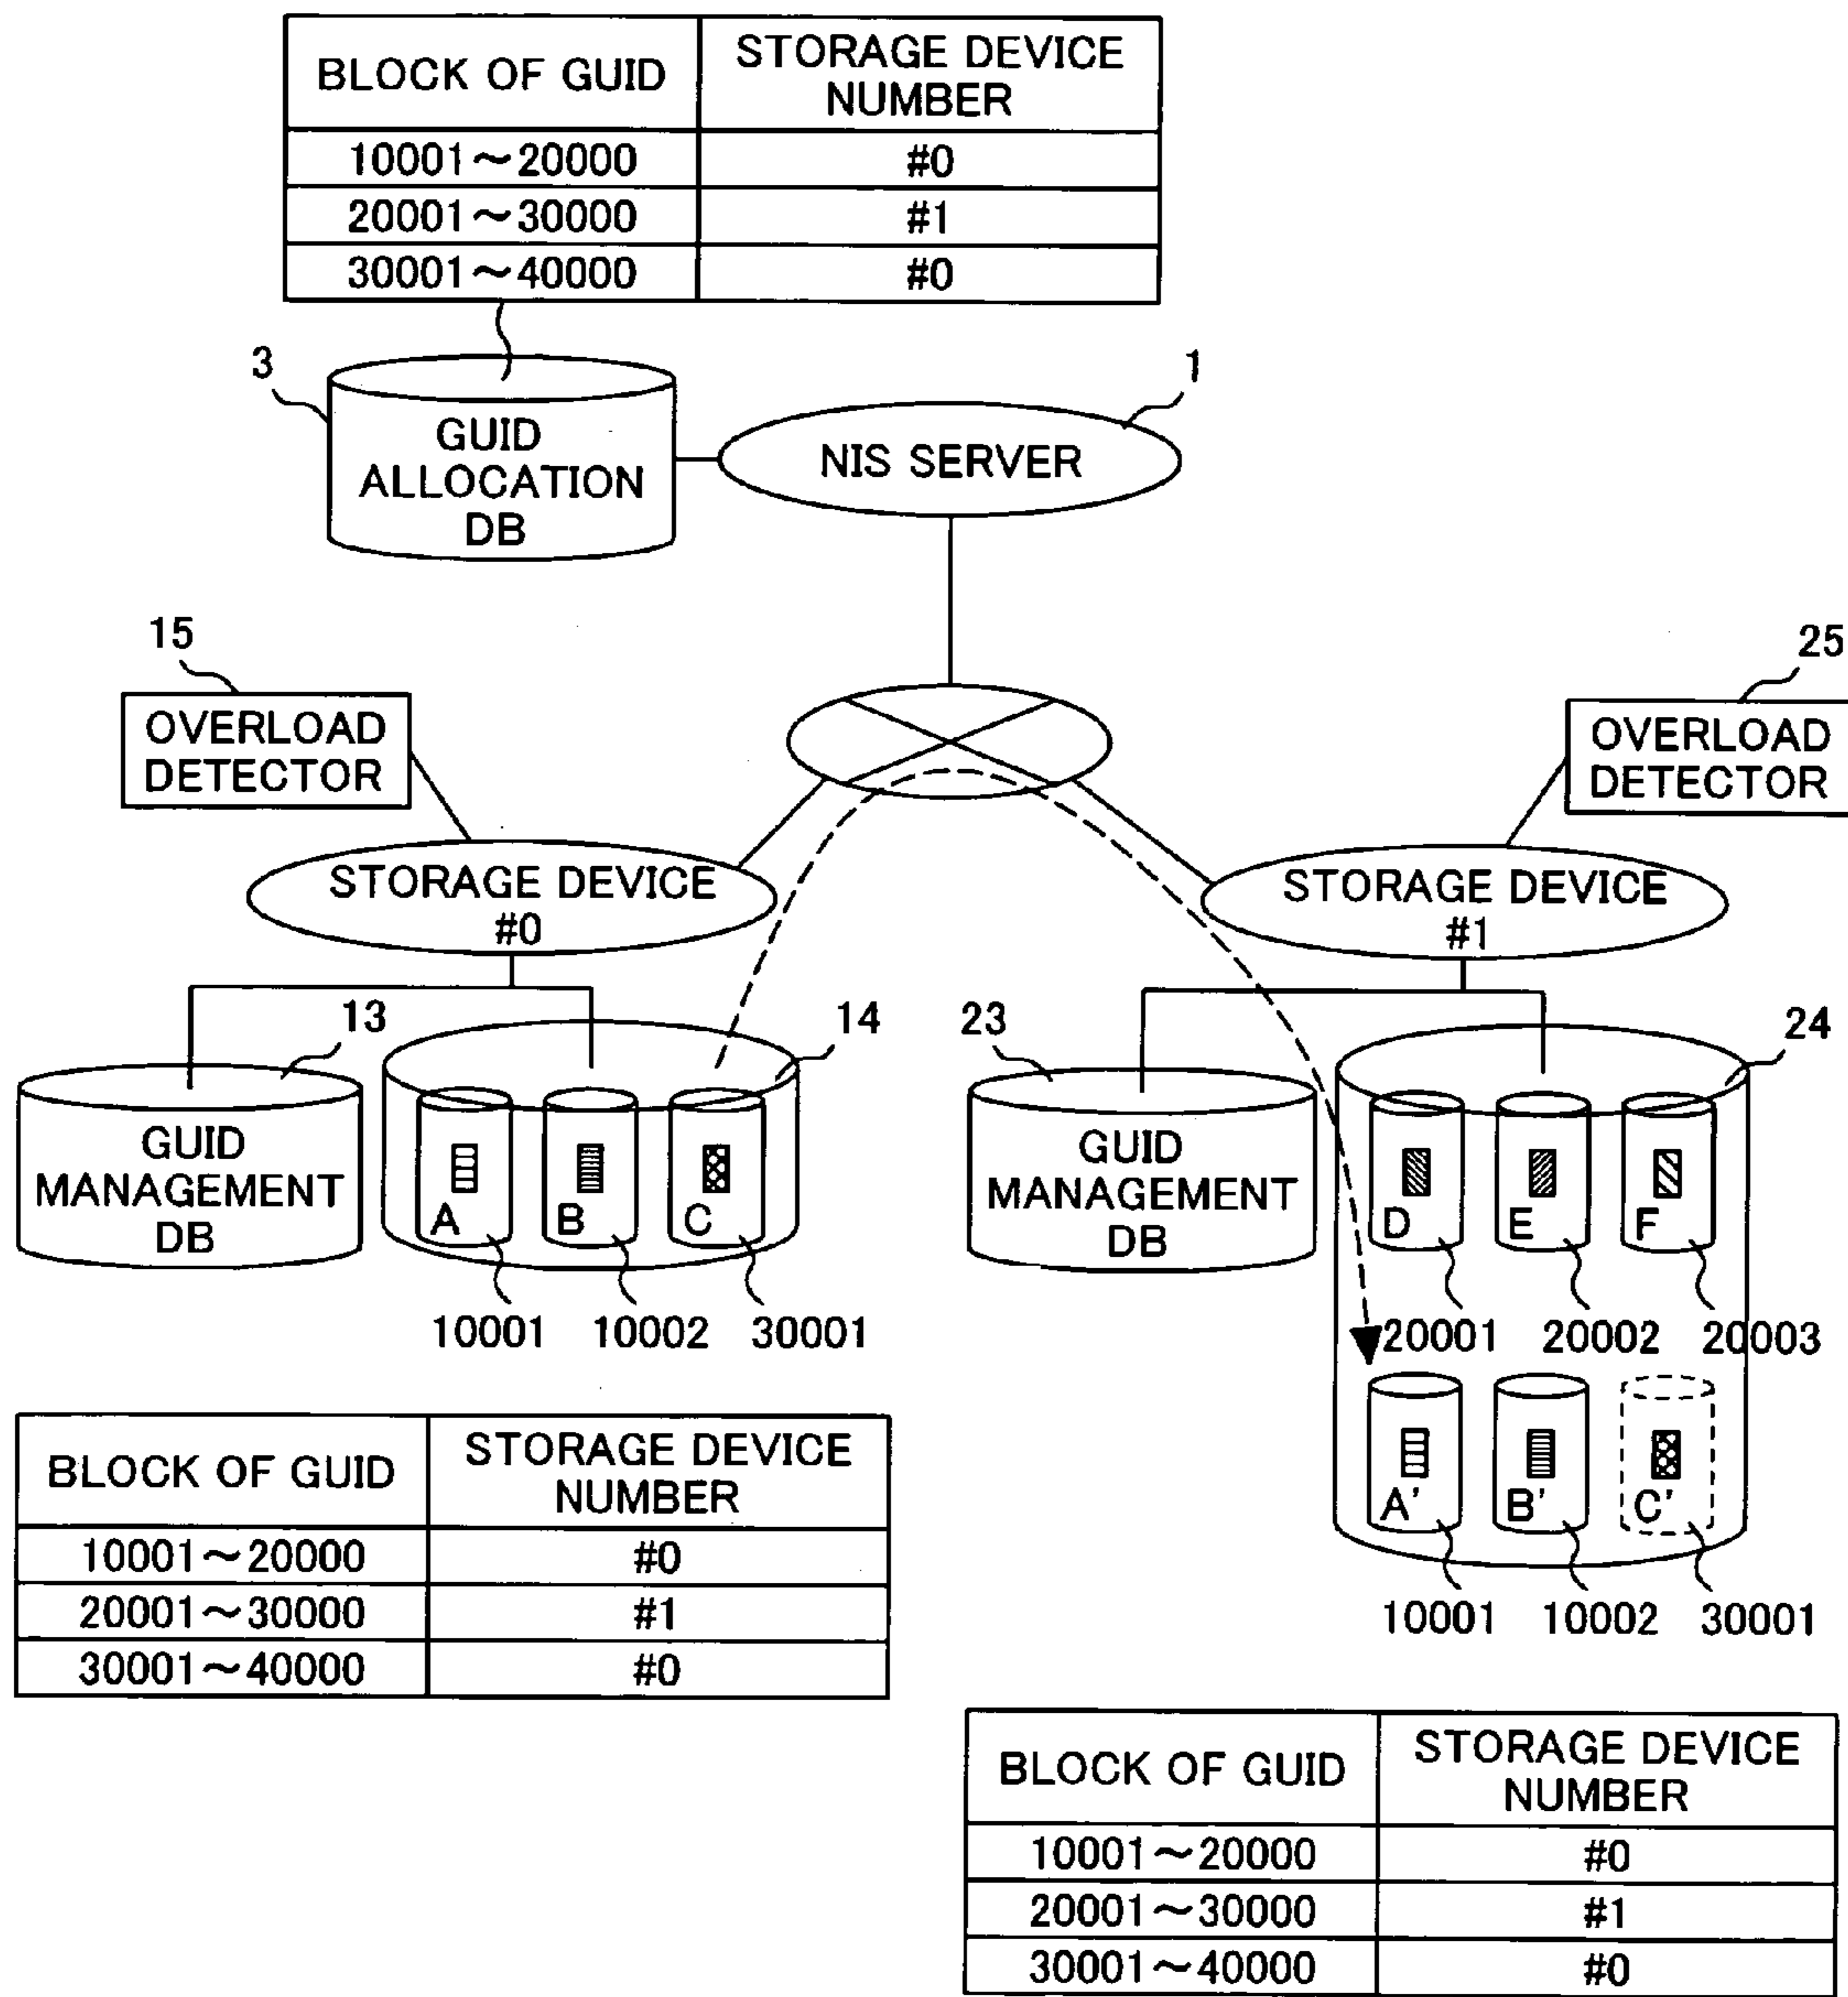 BLOCK OF GUID STORAGE DEVICE NUMBER
10001～20000 #0
20001～30000 #1
30001～40000 #0
3
1
GUID
ALLOCATION
DB
NIS SERVER
15
25
OVERLOAD
DETECTOR
OVERLOAD
DETECTOR
STORAGE DEVICE
#0
STORAGE DEVICE
#1
13
14
23
24
GUID
MANAGEMENT
DB
A B C
10001 10002 30001
GUID
MANAGEMENT
DB
D E F
20001 20002 20003
A' B' C'
10001 10002 30001
BLOCK OF GUID STORAGE DEVICE NUMBER
10001～20000 #0
20001～30000 #1
30001～40000 #0
BLOCK OF GUID STORAGE DEVICE NUMBER
10001～20000 #0
20001～30000 #1
30001～40000 #0